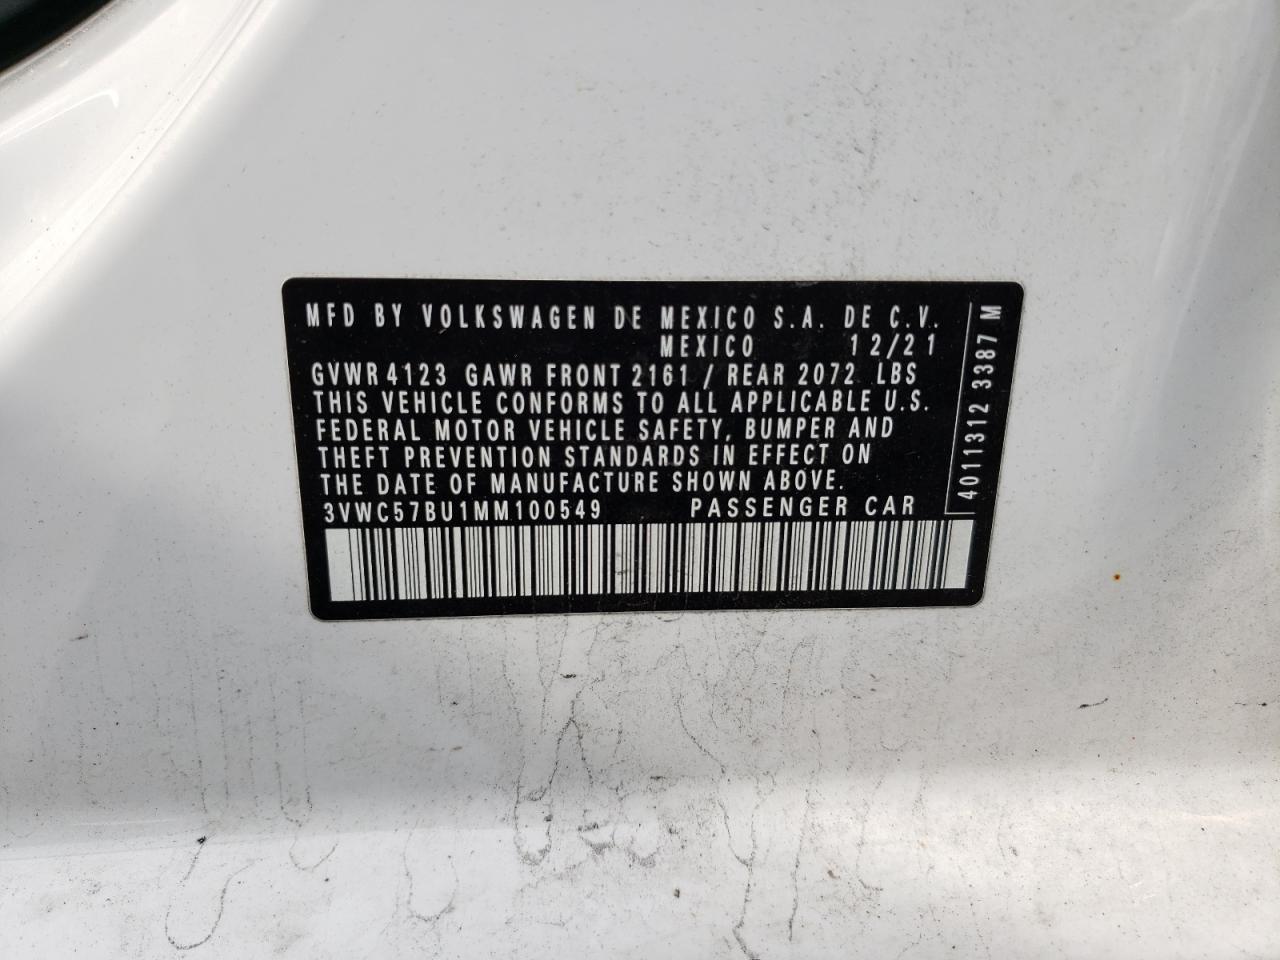 MFD BY VOLKSWAGEN DE MEXICO S.A. DE C.V.
MEXICO 12/21
GVWR 4123 GAWR FRONT 2161 / REAR 2072 LBS
THIS VEHICLE CONFORMS TO ALL APPLICABLE U.S.
FEDERAL MOTOR VEHICLE SAFETY, BUMPER AND
THEFT PREVENTION STANDARDS IN EFFECT ON
THE DATE OF MANUFACTURE SHOWN ABOVE.
3VWC57BU1MM100549 PASSENGER CAR
4011312 3387 M